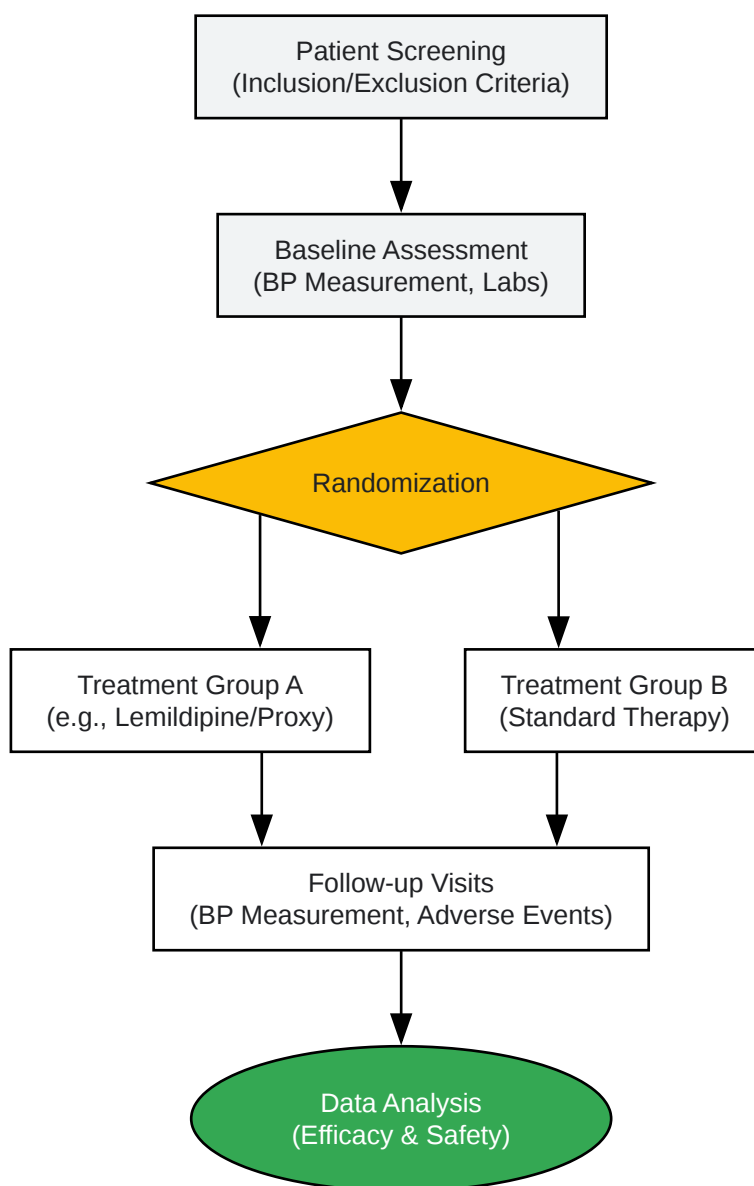 Patient Screening
(Inclusion/Exclusion Criteria)
Baseline Assessment
(BP Measurement, Labs)
Randomization
Treatment Group A
(e.g., Lemildipine/Proxy)
Treatment Group B
(Standard Therapy)
Follow-up Visits
(BP Measurement, Adverse Events)
Data Analysis
(Efficacy & Safety)